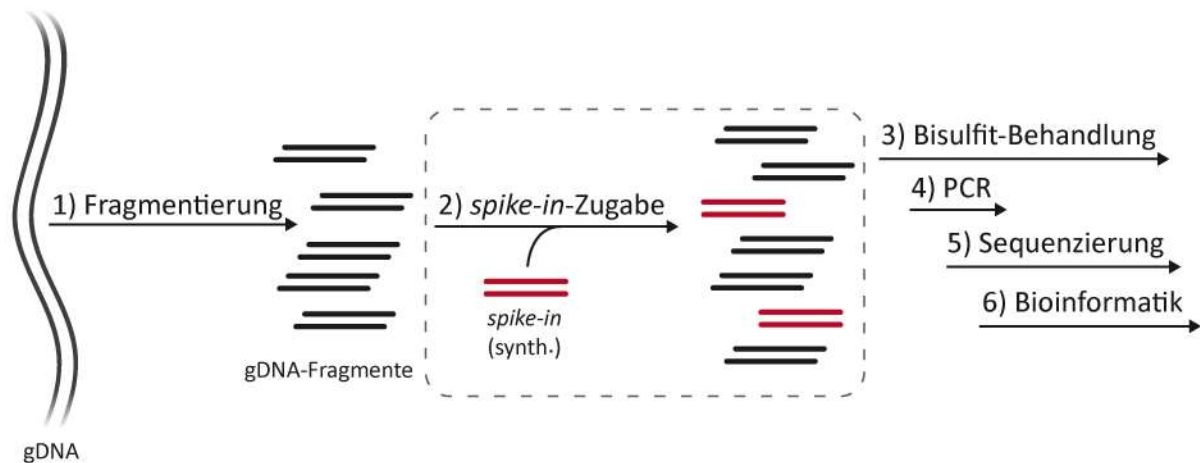 1) Fragmentierung
2) spike-in-Zugabe
3) Bisulfit-Behandlung
4) PCR
5) Sequenzierung
6) Bioinformatik
spike-in
(synth.)
gDNA-Fragmente
gDNA